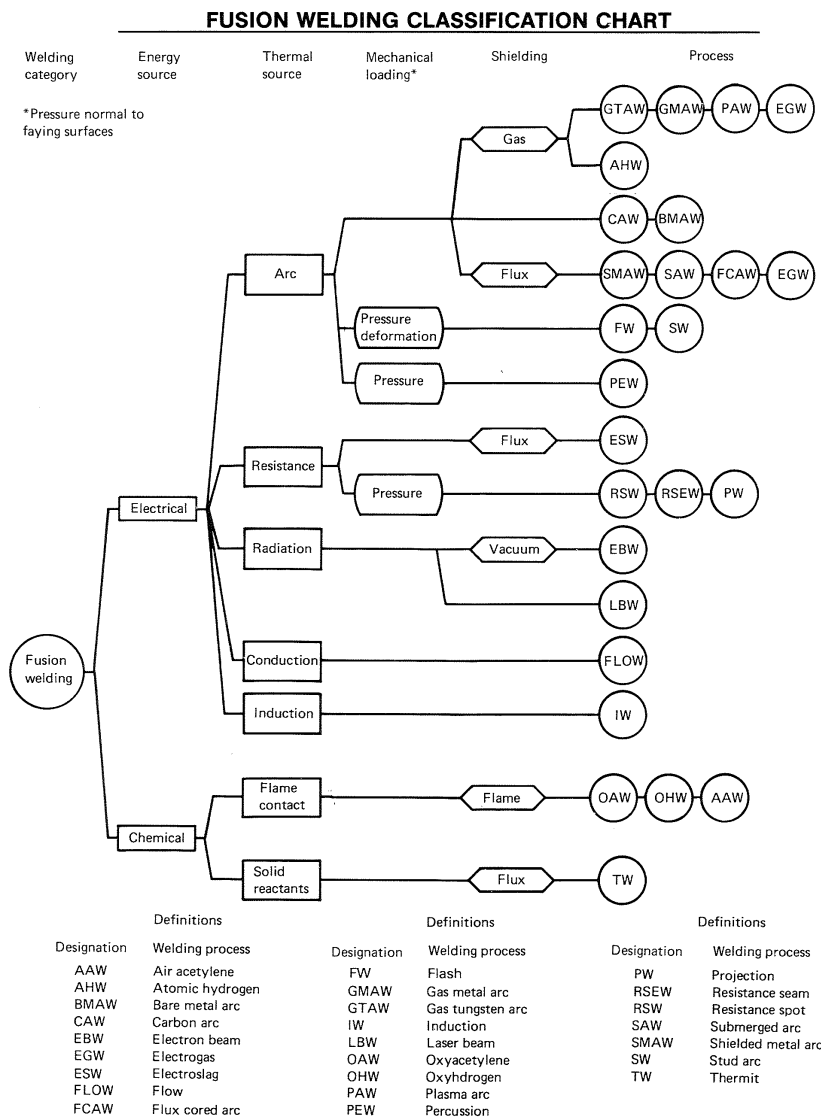 FUSION WELDING CLASSIFICATION CHART
Welding category
Energy source
Thermal source
Mechanical loading*
Shielding
Process
*Pressure normal to
faying surfaces
Gas
GTAW GMAW PAW EGW
AHW
CAW BMAW
Arc
Flux
SMAW SAW FCAW EGW
Pressure
deformation
FW SW
Pressure
PEW
Resistance
Flux
ESW
Pressure
RSW RSEW PW
Electrical
Radiation
Vacuum
EBW
LBW
Fusion
welding
Conduction
FLOW
Induction
IW
Flame
contact
Flame
OAW OHW AAW
Chemical
Solid
reactants
Flux
TW
Definitions
Designation Welding process
AAW Air acetylene
AHW Atomic hydrogen
BMAW Bare metal arc
CAW Carbon arc
EBW Electron beam
EGW Electrogas
ESW Electroslag
FLOW Flow
FCAW Flux cored arc
Definitions
Designation Welding process
FW Flash
GMAW Gas metal arc
GTAW Gas tungsten arc
IW Induction
LBW Laser beam
OAW Oxyacetylene
OHW Oxyhdrogen
PAW Plasma arc
PEW Percussion
Definitions
Designation Welding process
PW Projection
RSEW Resistance seam
RSW Resistance spot
SAW Submerged arc
SMAW Shielded metal arc
SW Stud arc
TW Thermit